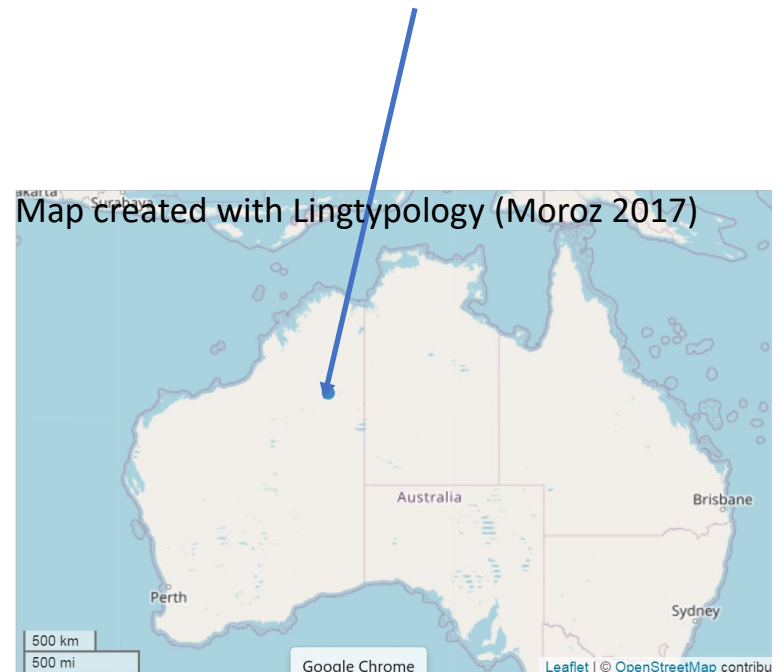 akarta
Surabaya
Map created with Lingtypology (Moroz 2017)
Australia
Brisbane
Perth
Sydney
500 km
500 mi
Google Chrome
Leaflet | © OpenStreetMap contribu